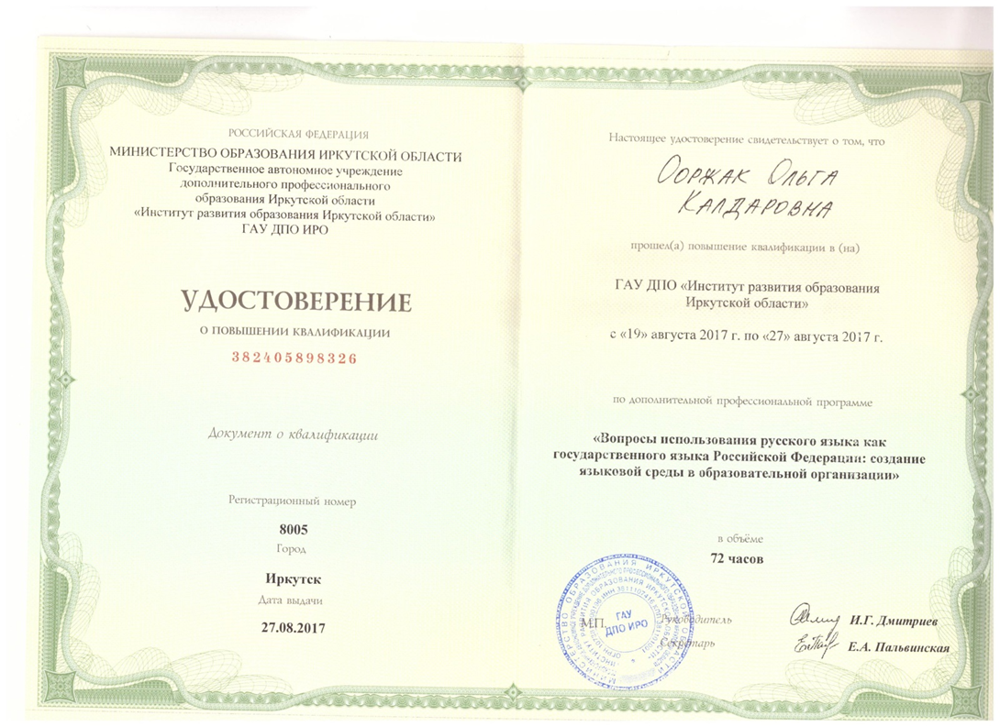 РОССИЙСКАЯ ФЕДЕРАЦИЯ
МИНИСТЕРСТВО ОБРАЗОВАНИЯ ИРКУТСКОЙ ОБЛАСТИ
Государственное автономное учреждение
дополнительного профессионального
образования Иркутской области
«Институт развития образования Иркутской области»
ГАУ ДПО ИРО
УДОСТОВЕРЕНИЕ
О ПОВЫШЕНИИ КВАЛИФИКАЦИИ
382405898326
Документ о квалификации
Регистрационный номер
8005
Город
Иркутск
Дата выдачи
27.08.2017
Настоящее удостоверение свидетельствует о том, что
Ооржак Ольга
Калдаровна
прошел(а) повышение квалификации в (на)
ГАУ ДПО «Институт развития образования
Иркутской области»
с «19» августа 2017 г. по «27» августа 2017 г.
по дополнительной профессиональной программе
«Вопросы использования русского языка как
государственного языка Российской Федерации: создание
языковой среды в образовательной организации»
в объёме
72 часов
М.П.
ГАУ
ДПО ИРО
Руководитель
И.Г. Дмитриев
Секретарь
Е.А. Пальвинская